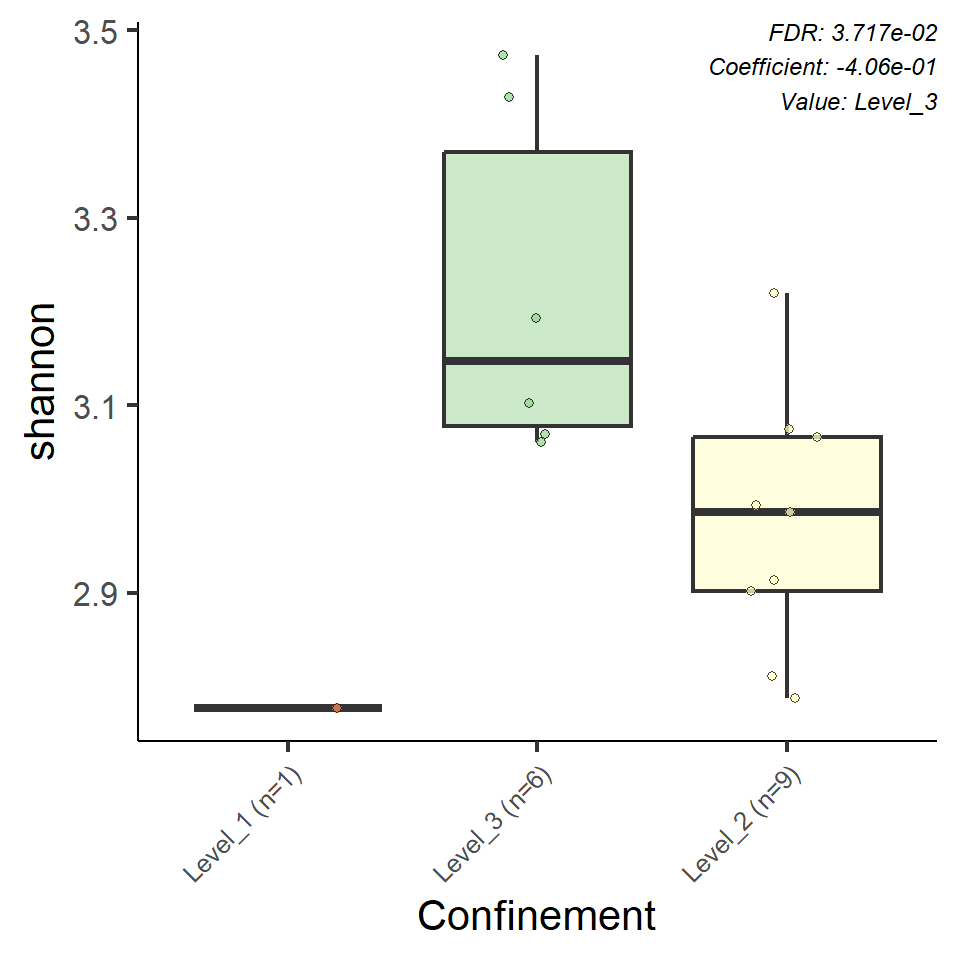 FDR: 3.717e-02
Coefficient: -4.06e-01
Value: Level_3
3.5
3.3
3.1
2.9
shannon
Level_1 (n=1)
Level_3 (n=6)
Level_2 (n=9)
Confinement